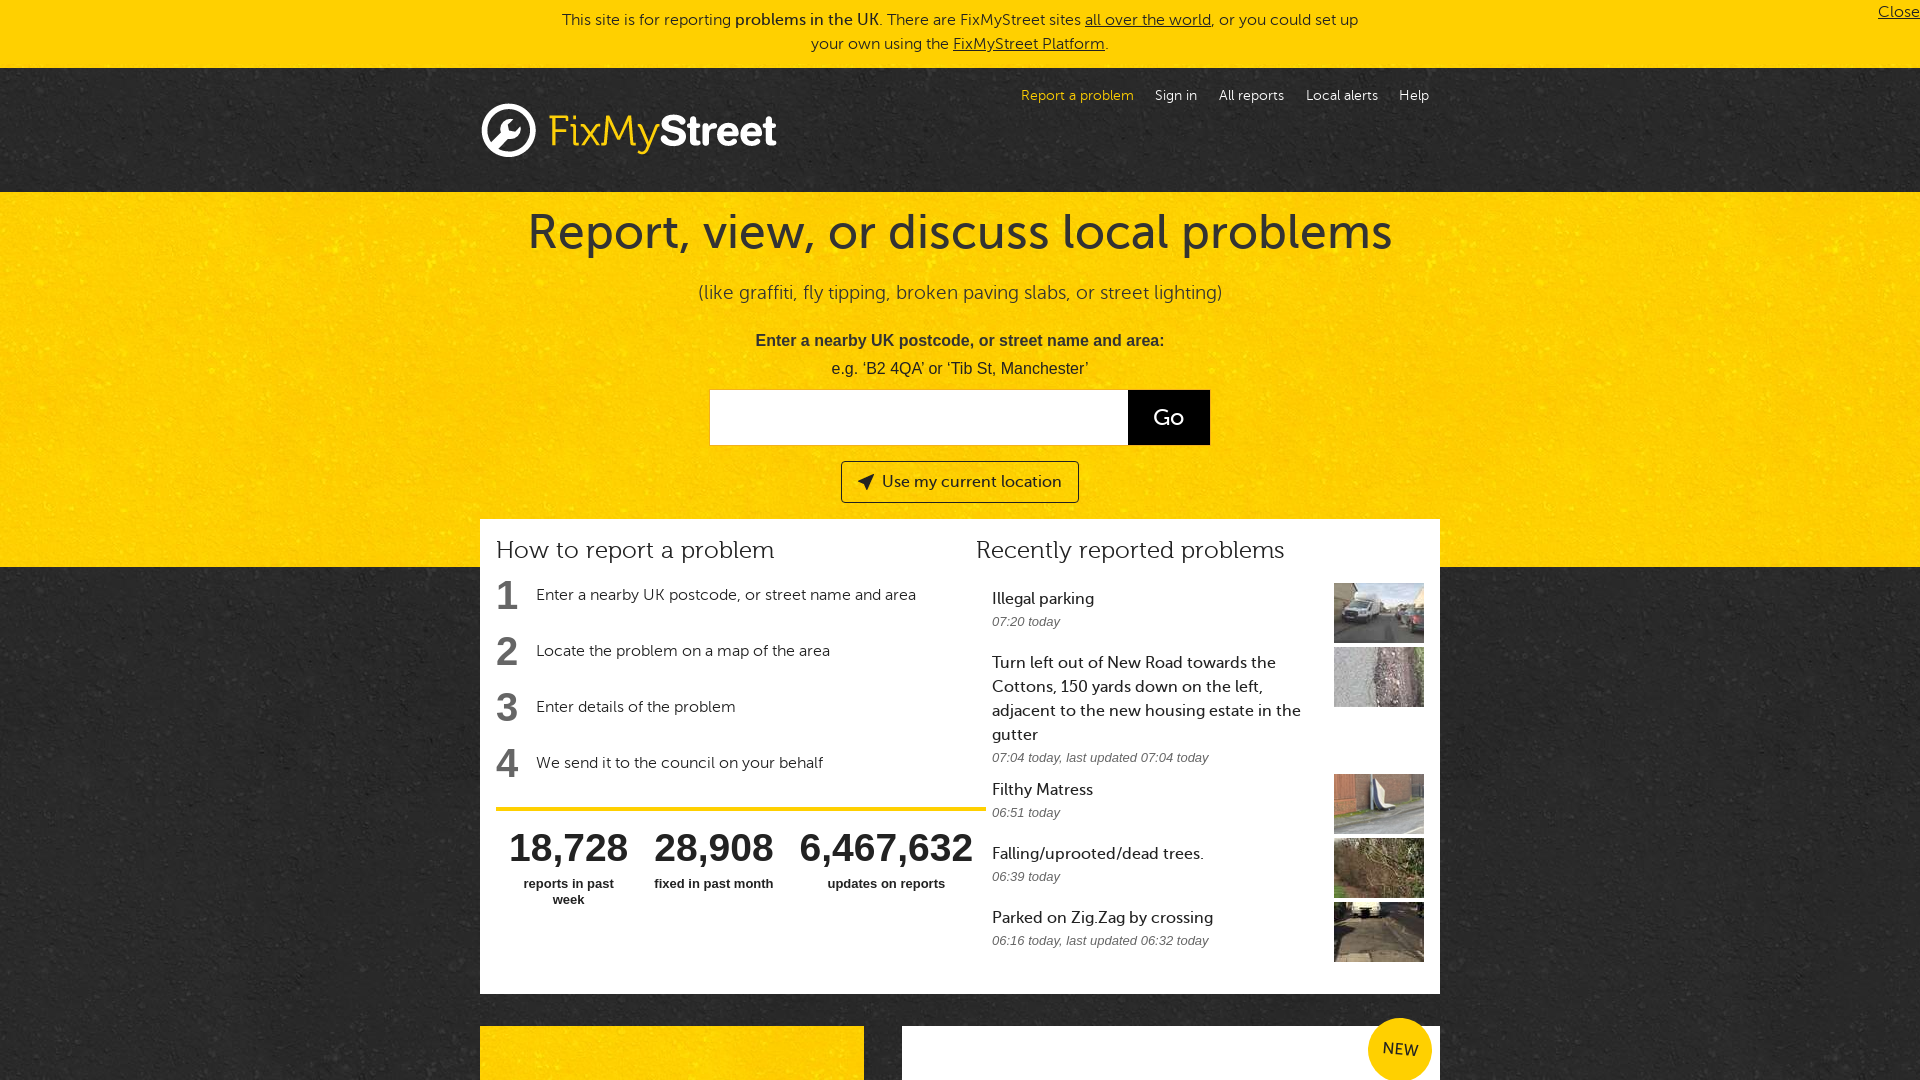 This site is for reporting problems in the UK. There are FixMyStreet sites all over the world, or you could set up
your own using the FixMyStreet Platform.
Close
Report a problem
Sign in
All reports
Local alerts
Help
FixMyStreet
Report, view, or discuss local problems
(like graffiti, fly tipping, broken paving slabs, or street lighting)
Enter a nearby UK postcode, or street name and area:
e.g. ‘B2 4QA’ or ‘Tib St, Manchester’
Go
Use my current location
How to report a problem
1 Enter a nearby UK postcode, or street name and area
2 Locate the problem on a map of the area
3 Enter details of the problem
4 We send it to the council on your behalf
18,728
reports in past
week
28,908
fixed in past month
6,467,632
updates on reports
Recently reported problems
Illegal parking
07:20 today
Turn left out of New Road towards the
Cottons, 150 yards down on the left,
adjacent to the new housing estate in the
gutter
07:04 today, last updated 07:04 today
Filthy Matress
06:51 today
Falling/uprooted/dead trees.
06:39 today
Parked on Zig.Zag by crossing
06:16 today, last updated 06:32 today
NEW